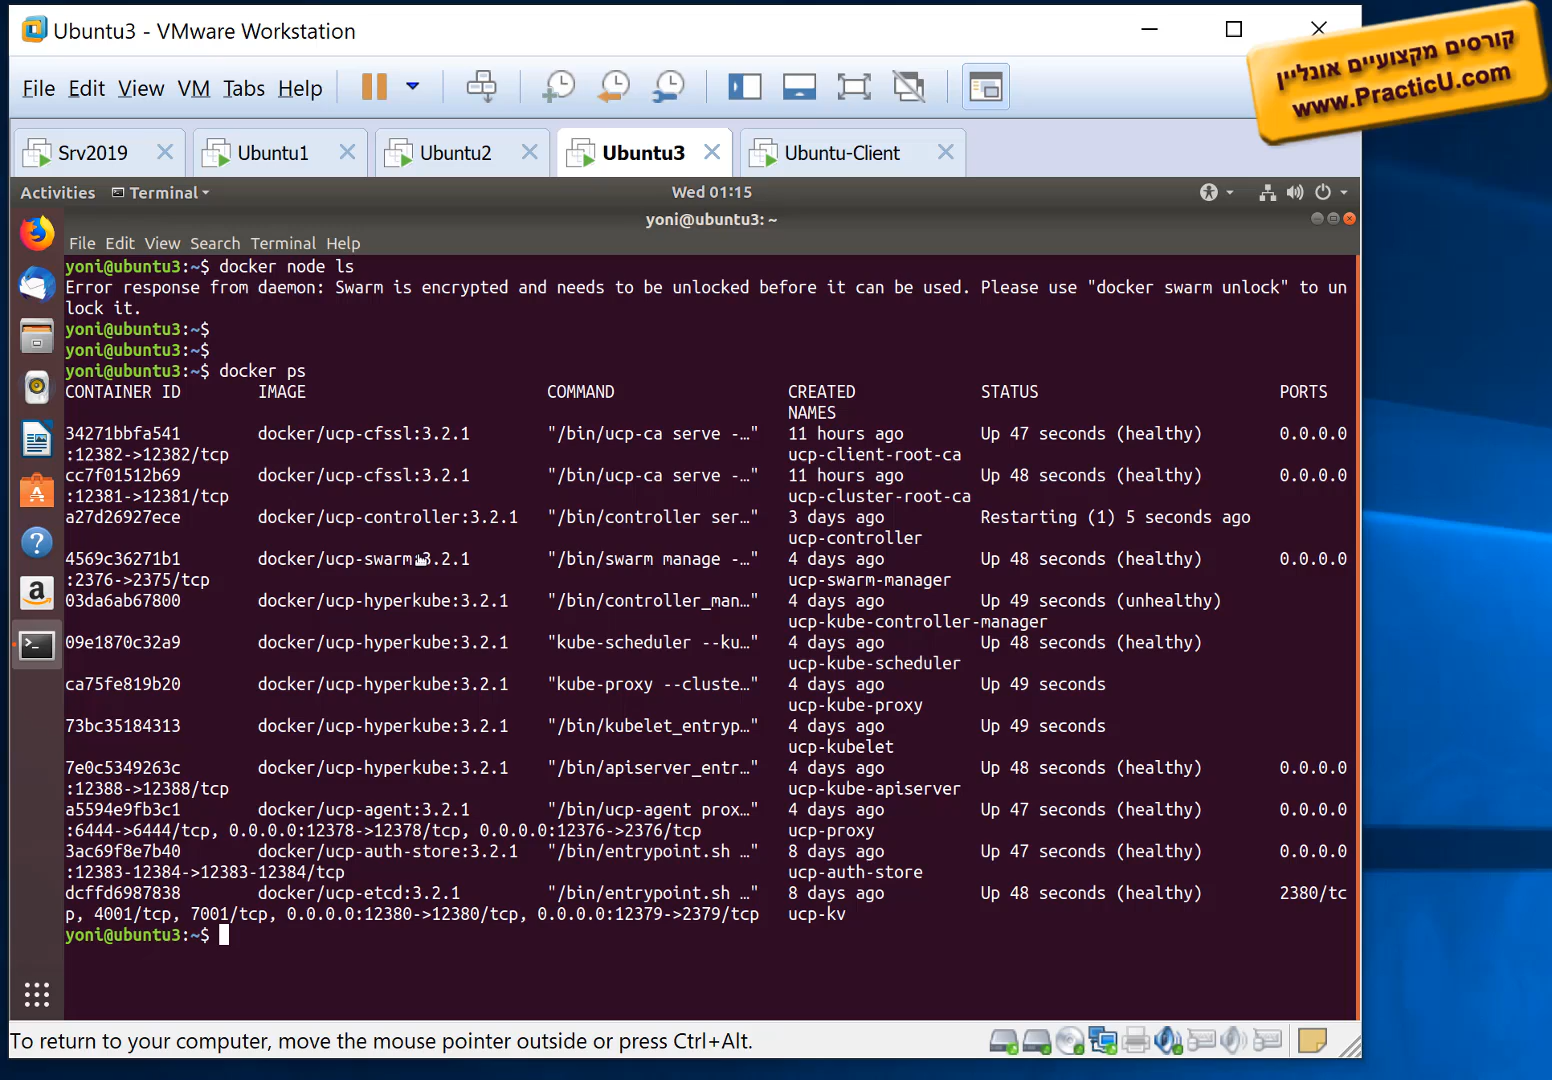 Ubuntu3 - VMware Workstation
קורסים מקצועיים אונליין
www.PracticU.com
File Edit View VM Tabs Help
Srv2019 Ubuntu1 Ubuntu2 Ubuntu3 Ubuntu-Client
Activities Terminal Wed 01:15
yoni@ubuntu3: ~
File Edit View Search Terminal Help
yoni@ubuntu3:~$ docker node ls
Error response from daemon: Swarm is encrypted and needs to be unlocked before it can be used. Please use "docker swarm unlock" to un
lock it.
yoni@ubuntu3:~$
yoni@ubuntu3:~$
yoni@ubuntu3:~$ docker ps
CONTAINER ID IMAGE COMMAND CREATED STATUS PORTS
NAMES
34271bbfa541 docker/ucp-cfssl:3.2.1 "/bin/ucp-ca serve -…" 11 hours ago Up 47 seconds (healthy) 0.0.0.0
:12382->12382/tcp ucp-client-root-ca
cc7f01512b69 docker/ucp-cfssl:3.2.1 "/bin/ucp-ca serve -…" 11 hours ago Up 48 seconds (healthy) 0.0.0.0
:12381->12381/tcp ucp-cluster-root-ca
a27d26927ece docker/ucp-controller:3.2.1 "/bin/controller ser…" 3 days ago Restarting (1) 5 seconds ago
ucp-controller
4569c36271b1 docker/ucp-swarm:3.2.1 "/bin/swarm manage -…" 4 days ago Up 48 seconds (healthy) 0.0.0.0
:2376->2375/tcp ucp-swarm-manager
03da6ab67800 docker/ucp-hyperkube:3.2.1 "/bin/controller_man…" 4 days ago Up 49 seconds (unhealthy)
ucp-kube-controller-manager
09e1870c32a9 docker/ucp-hyperkube:3.2.1 "kube-scheduler --ku…" 4 days ago Up 48 seconds (healthy)
ucp-kube-scheduler
ca75fe819b20 docker/ucp-hyperkube:3.2.1 "kube-proxy --cluste…" 4 days ago Up 49 seconds
ucp-kube-proxy
73bc35184313 docker/ucp-hyperkube:3.2.1 "/bin/kubelet_entryp…" 4 days ago Up 49 seconds
ucp-kubelet
7e0c5349263c docker/ucp-hyperkube:3.2.1 "/bin/apiserver_entr…" 4 days ago Up 48 seconds (healthy) 0.0.0.0
:12388->12388/tcp ucp-kube-apiserver
a5594e9fb3c1 docker/ucp-agent:3.2.1 "/bin/ucp-agent prox…" 4 days ago Up 47 seconds (healthy) 0.0.0.0
:6444->6444/tcp, 0.0.0.0:12378->12378/tcp, 0.0.0.0:12376->2376/tcp ucp-proxy
3ac69f8e7b40 docker/ucp-auth-store:3.2.1 "/bin/entrypoint.sh …" 8 days ago Up 47 seconds (healthy) 0.0.0.0
:12383-12384->12383-12384/tcp ucp-auth-store
dcffd6987838 docker/ucp-etcd:3.2.1 "/bin/entrypoint.sh …" 8 days ago Up 48 seconds (healthy) 2380/tc
p, 4001/tcp, 7001/tcp, 0.0.0.0:12380->12380/tcp, 0.0.0.0:12379->2379/tcp ucp-kv
yoni@ubuntu3:~$
To return to your computer, move the mouse pointer outside or press Ctrl+Alt.